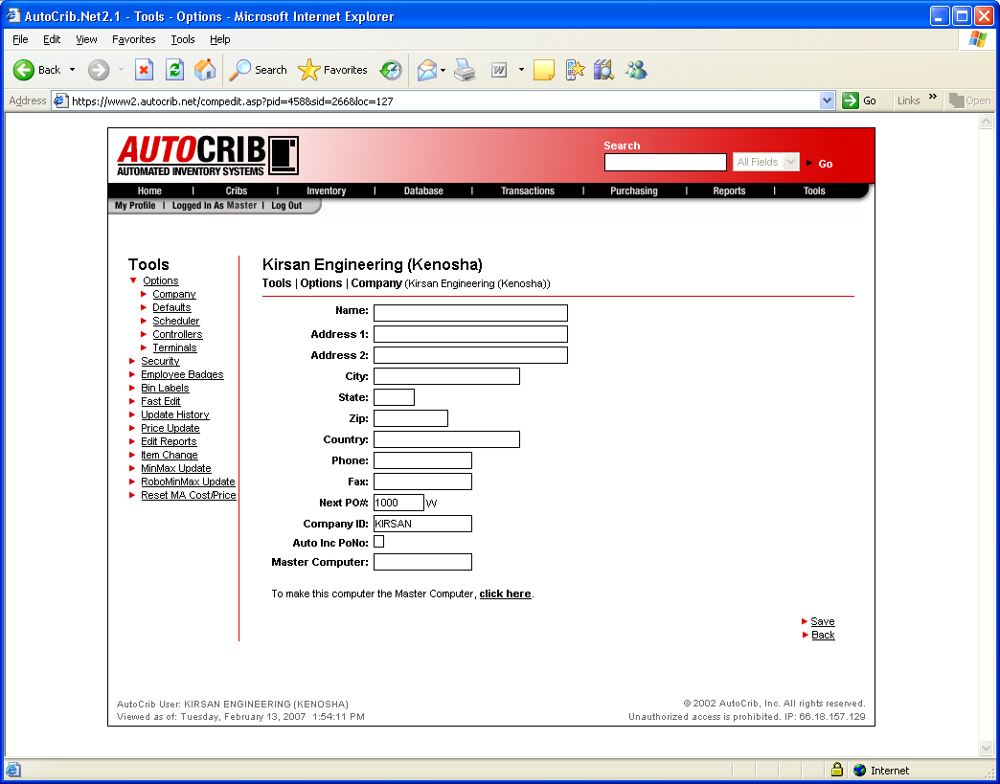 AutoCrib.Net2.1 - Tools - Options - Microsoft Internet Explorer
File Edit View Favorites Tools Help
Back Search Favorites
Address https://www2.autocrib.net/compedit.asp?pid=458&sid=266&loc=127 Go Links » Open
AUTOCRIB
AUTOMATED INVENTORY SYSTEMS
Search
All Fields Go
Home | Cribs | Inventory | Database | Transactions | Purchasing | Reports | Tools
My Profile | Logged In As Master | Log Out
Tools
Options
Company
Defaults
Scheduler
Controllers
Terminals
Security
Employee Badges
Bin Labels
Fast Edit
Update History
Price Update
Edit Reports
Item Change
MinMax Update
RoboMinMax Update
Reset MA Cost/Price
Kirsan Engineering (Kenosha)
Tools | Options | Company (Kirsan Engineering (Kenosha))
Name:
Address 1:
Address 2:
City:
State:
Zip:
Country:
Phone:
Fax:
Next PO#: 1000 W
Company ID: KIRSAN
Auto Inc PoNo:
Master Computer:
To make this computer the Master Computer, click here.
Save
Back
AutoCrib User: KIRSAN ENGINEERING (KENOSHA)
Viewed as of: Tuesday, February 13, 2007 1:54:11 PM
© 2002 AutoCrib, Inc. All rights reserved.
Unauthorized access is prohibited. IP: 66.18.157.129
Internet